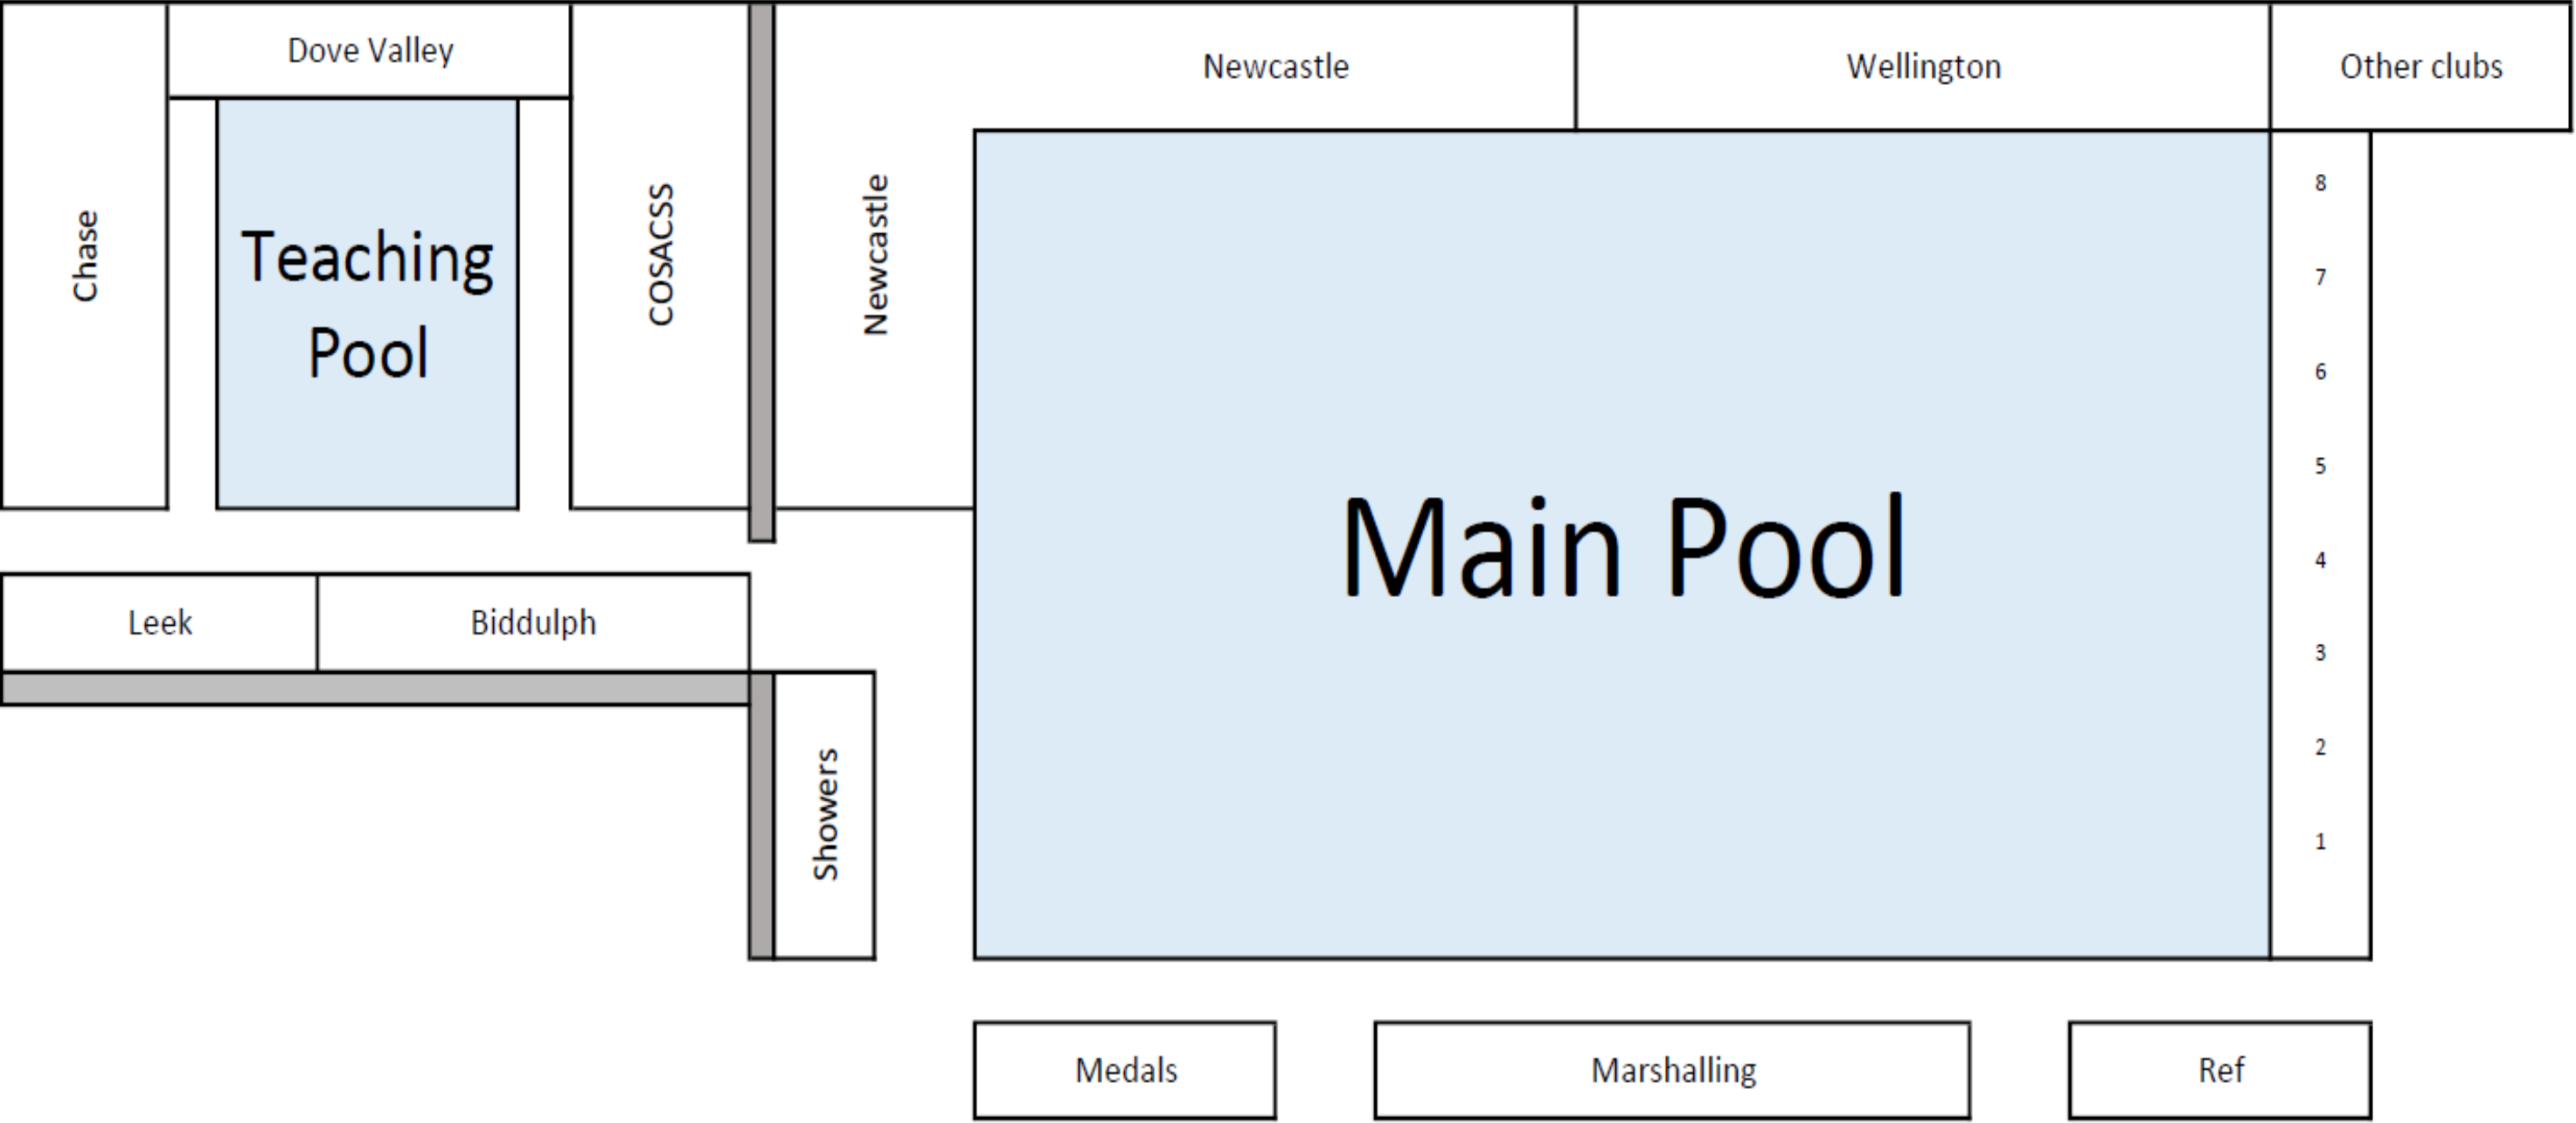 Dove Valley
Newcastle
Wellington
Other clubs
Chase
Teaching
Pool
COSACSS
Newcastle
8
7
6
5
4
3
2
1
Main Pool
Leek
Biddulph
Showers
Medals
Marshalling
Ref